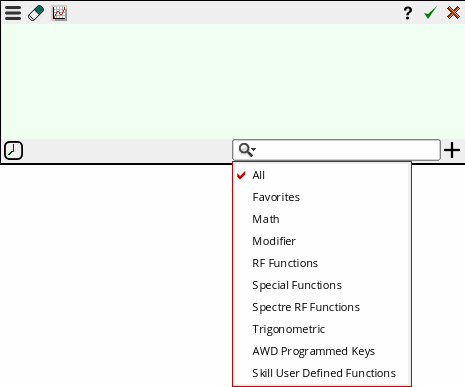 ?
All
Favorites
Math
Modifier
RF Functions
Special Functions
Spectre RF Functions
Trigonometric
AWD Programmed Keys
Skill User Defined Functions